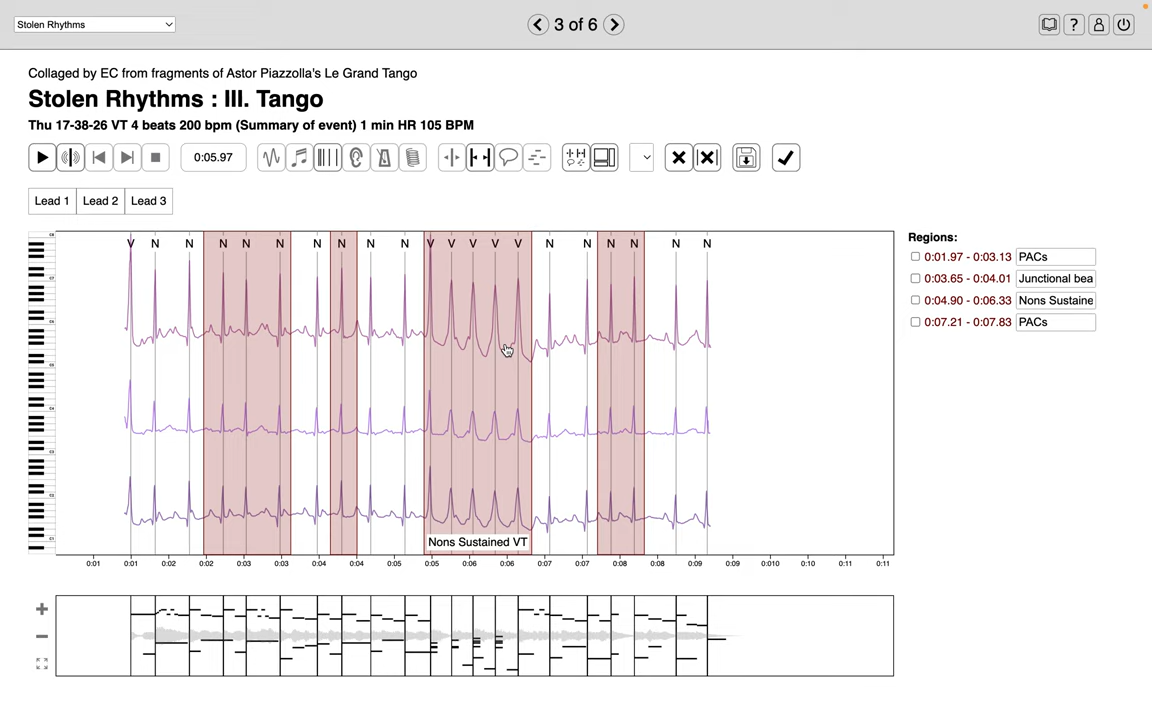 Stolen Rhythms
3 of 6
?
Collaged by EC from fragments of Astor Piazzolla's Le Grand Tango
Stolen Rhythms : III. Tango
Thu 17-38-26 VT 4 beats 200 bpm (Summary of event) 1 min HR 105 BPM
0:05.97
Lead 1 Lead 2 Lead 3
V N N N N N N N N N V V V V V N N N N N N
Regions:
0:01.97 - 0:03.13 PACs
0:03.65 - 0:04.01 Junctional bea
0:04.90 - 0:06.33 Nons Sustaine
0:07.21 - 0:07.83 PACs
Nons Sustained VT
0:01 0:01 0:02 0:02 0:03 0:03 0:04 0:04 0:05 0:05 0:06 0:06 0:07 0:07 0:08 0:08 0:09 0:09 0:010 0:10 0:11 0:11